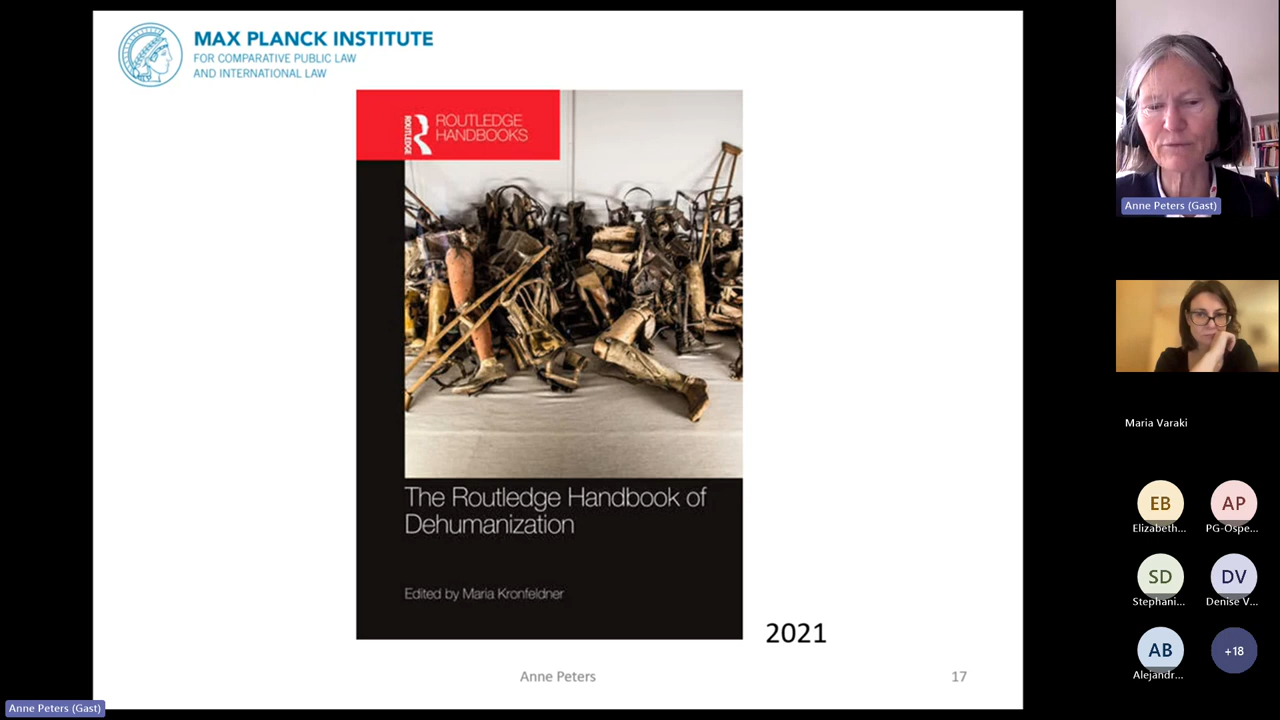 MAX PLANCK INSTITUTE
FOR COMPARATIVE PUBLIC LAW
AND INTERNATIONAL LAW
ROUTLEDGE
ROUTLEDGE
HANDBOOKS
The Routledge Handbook of
Dehumanization
Edited by Maria Kronfeldner
2021
Anne Peters
17
Anne Peters (Gast)
Maria Varaki
EB
Elizabeth...
AP
PG-Ospe...
SD
Stephani...
DV
Denise V...
AB
Alejandr...
+18
Anne Peters (Gast)